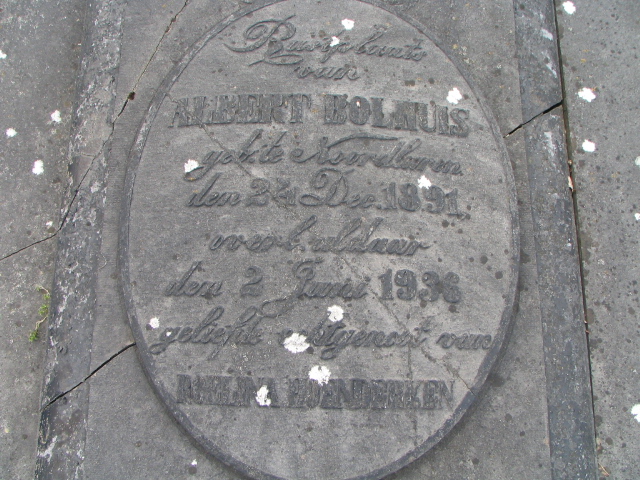 Rustplaats
van
ALBERT HOLHUIS
geb. te Noordlaren
den 24 Dec. 1891
overl. aldaar
den 2 Juni 1936
geliefde echtgenoot van
HOENDERKEN